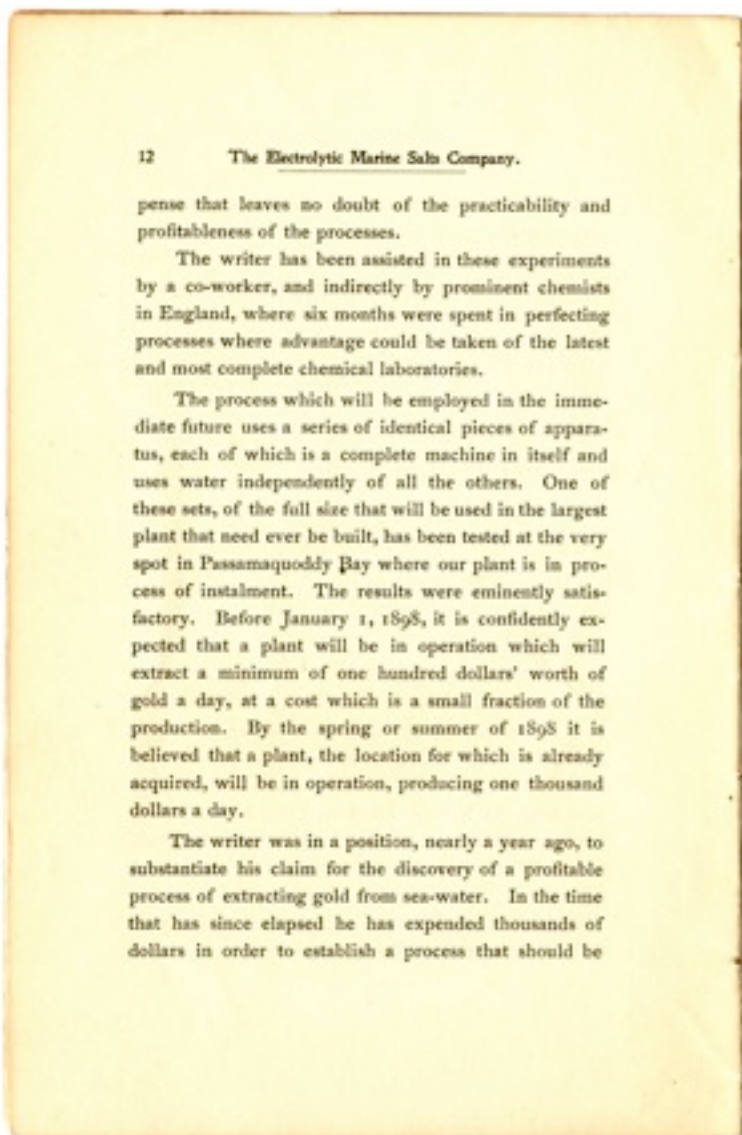 12 The Electrolytic Marine Salts Company.
pense that leaves no doubt of the practicability and
profitableness of the processes.
The writer has been assisted in these experiments
by a co-worker, and indirectly by prominent chemists
in England, where six months were spent in perfecting
processes where advantage could be taken of the latest
and most complete chemical laboratories.
The process which will be employed in the imme-
diate future uses a series of identical pieces of appara-
tus, each of which is a complete machine in itself and
uses water independently of all the others. One of
these sets, of the full size that will be used in the largest
plant that need ever be built, has been tested at the very
spot in Passamaquoddy Bay where our plant is in pro-
cess of instalment. The results were eminently satis-
factory. Before January 1, 1898, it is confidently ex-
pected that a plant will be in operation which will
extract a minimum of one hundred dollars' worth of
gold a day, at a cost which is a small fraction of the
production. By the spring or summer of 1898 it is
believed that a plant, the location for which is already
acquired, will be in operation, producing one thousand
dollars a day.
The writer was in a position, nearly a year ago, to
substantiate his claim for the discovery of a profitable
process of extracting gold from sea-water. In the time
that has since elapsed he has expended thousands of
dollars in order to establish a process that should be